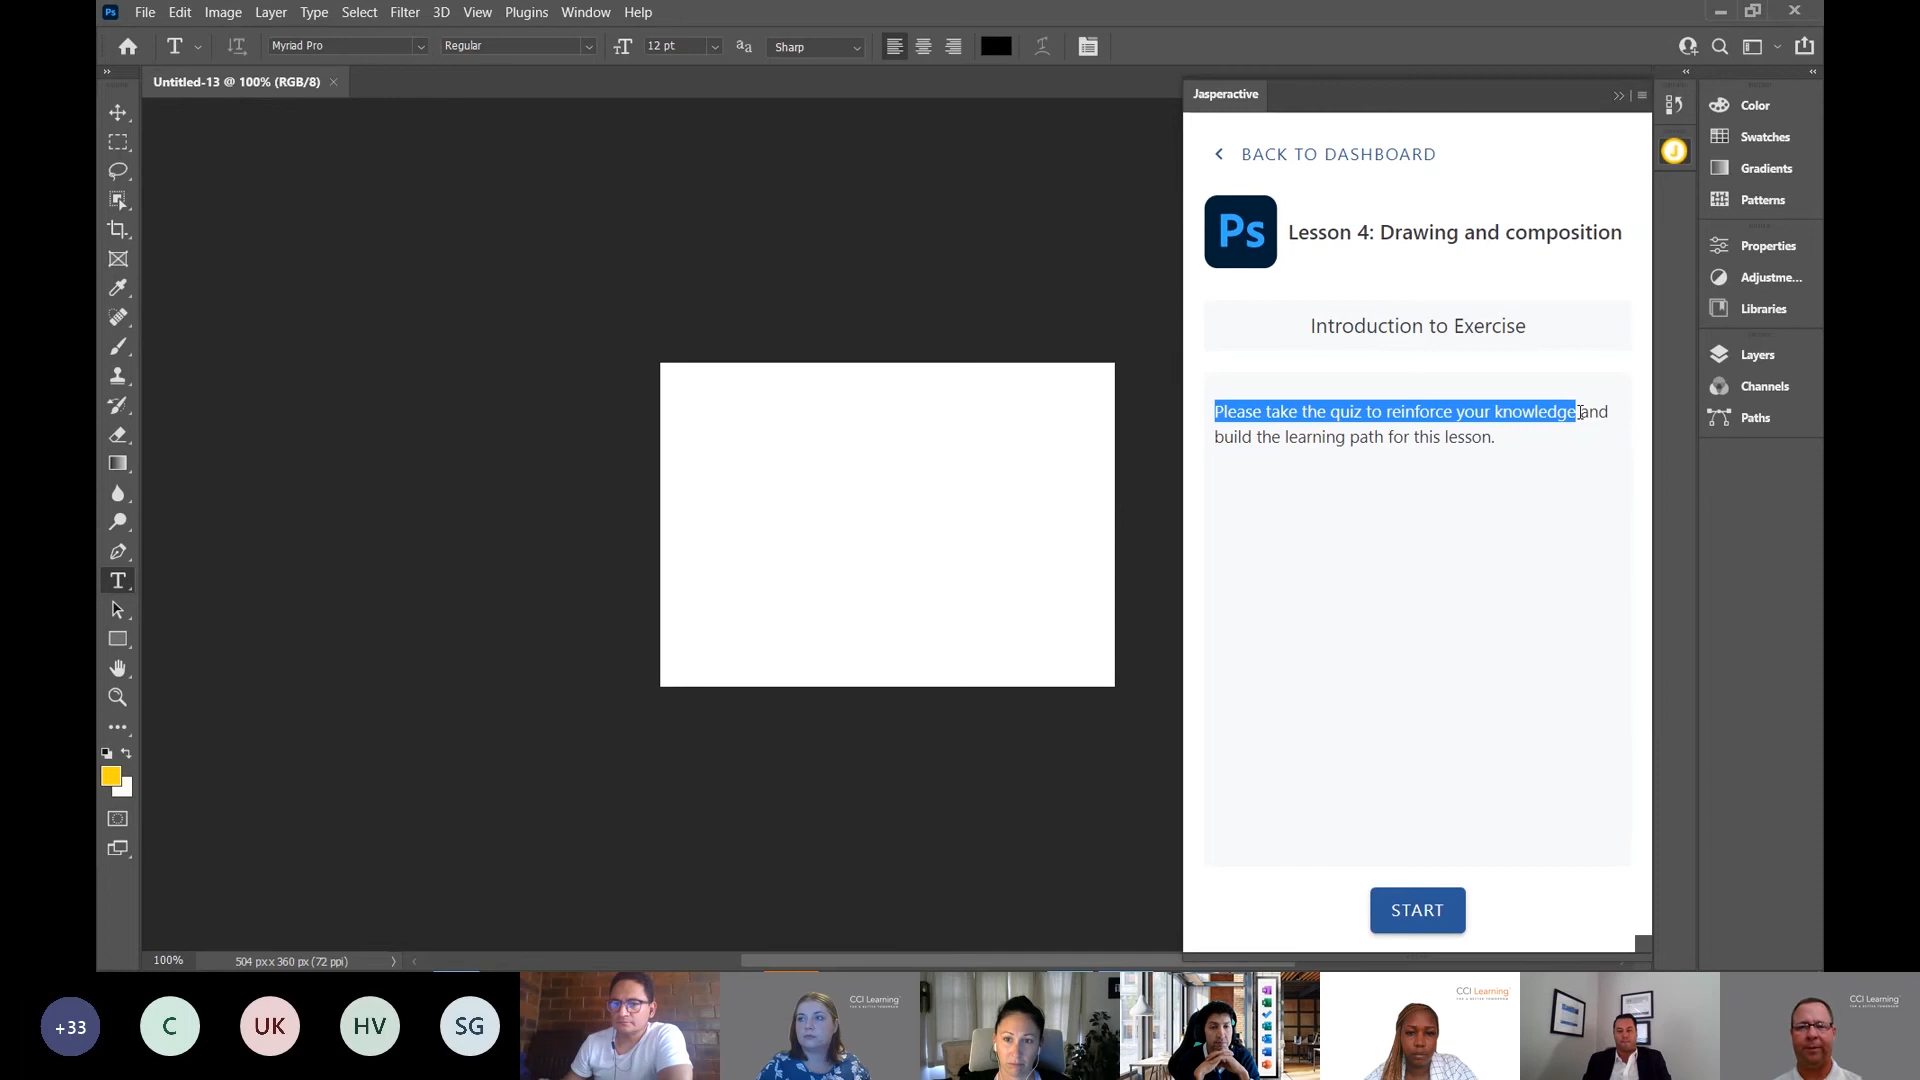 Ps File Edit Image Layer Type Select Filter 3D View Plugins Window Help
T Myriad Pro Regular 12 pt aa Sharp
Untitled-13 @ 100% (RGB/8)
Jasperactive
BACK TO DASHBOARD
Ps
Lesson 4: Drawing and composition
Introduction to Exercise
Please take the quiz to reinforce your knowledge and
build the learning path for this lesson.
START
J
Color
Swatches
Gradients
Patterns
Properties
Adjustme...
Libraries
Layers
Channels
Paths
100% 504 px x 360 px (72 ppi)
+33 C UK HV SG
CCI Learning
CCI Learning
CCI Learning